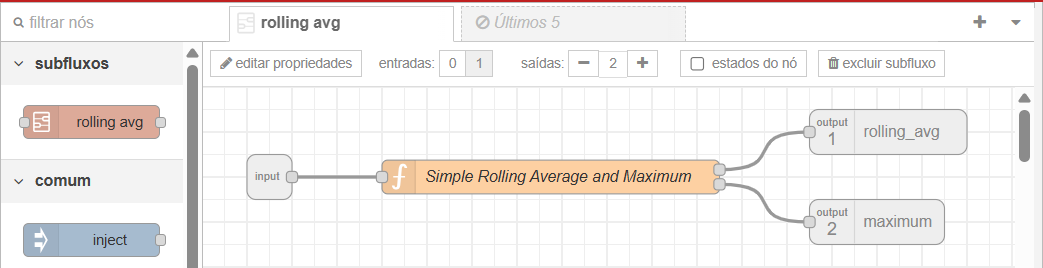 filtrar nós
rolling avg
Últimos 5
subfluxos
editar propriedades
entradas: 0 1
saídas: 2
estados do nó
excluir subfluxo
rolling avg
comum
inject
input
Simple Rolling Average and Maximum
output
1
rolling_avg
output
2
maximum